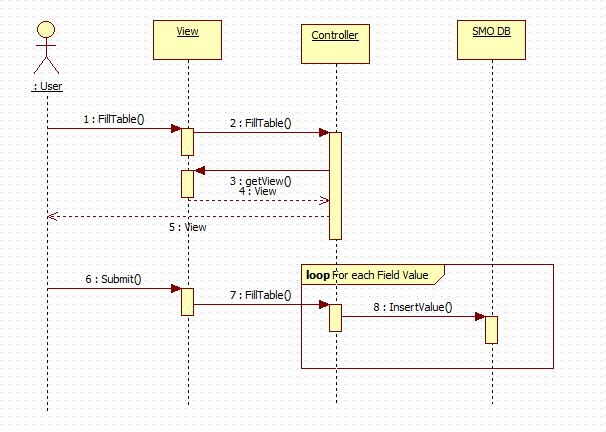 View
Controller
SMO DB
: User
1 : FillTable()
2 : FillTable()
3 : getView()
4 : View
5 : View
loop For each Field Value
6 : Submit()
7 : FillTable()
8 : InsertValue()